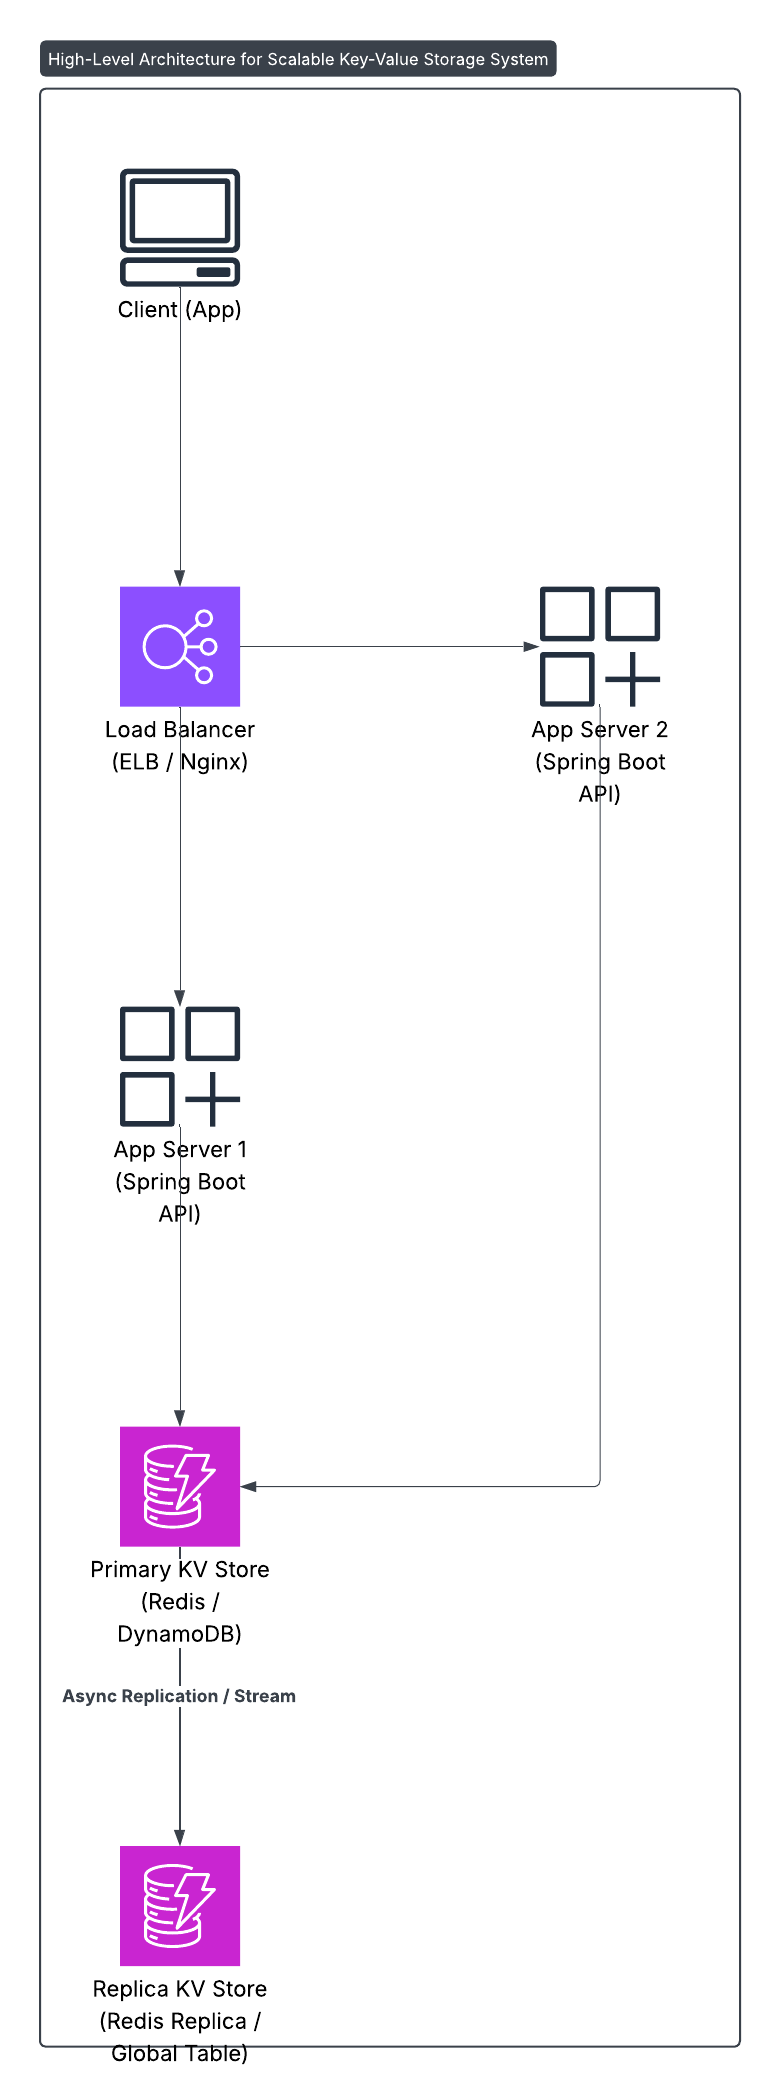 High-Level Architecture for Scalable Key-Value Storage System
Client (App)
Load Balancer
(ELB / Nginx)
App Server 2
(Spring Boot
API)
App Server 1
(Spring Boot
API)
Primary KV Store
(Redis /
DynamoDB)
Async Replication / Stream
Replica KV Store
(Redis Replica /
Global Table)